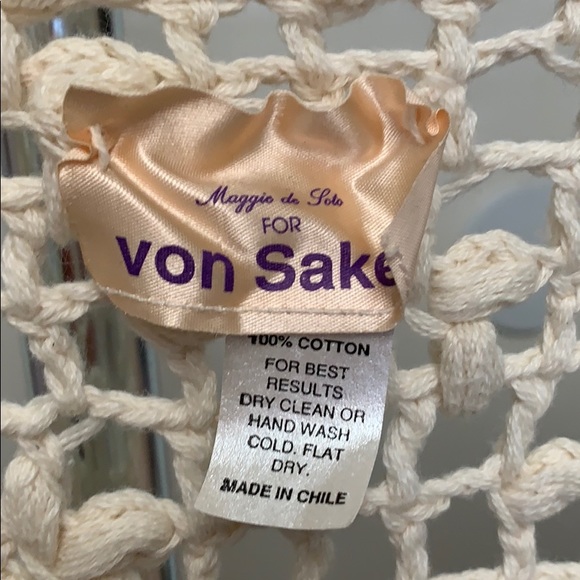 Maggie de Soto
FOR
von Sake
100% COTTON
FOR BEST
RESULTS
DRY CLEAN OR
HAND WASH
COLD. FLAT
DRY.
MADE IN CHILE